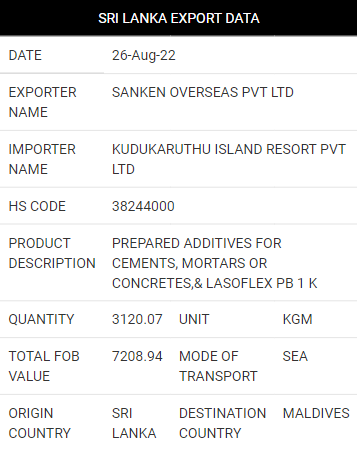 SRI LANKA EXPORT DATA
DATE 26-Aug-22
EXPORTER NAME SANKEN OVERSEAS PVT LTD
IMPORTER NAME KUDUKARUTHU ISLAND RESORT PVT LTD
HS CODE 38244000
PRODUCT DESCRIPTION PREPARED ADDITIVES FOR CEMENTS, MORTARS OR CONCRETES,& LASOFLEX PB 1 K
QUANTITY 3120.07 UNIT KGM
TOTAL FOB VALUE 7208.94 MODE OF TRANSPORT SEA
ORIGIN COUNTRY SRI LANKA DESTINATION COUNTRY MALDIVES